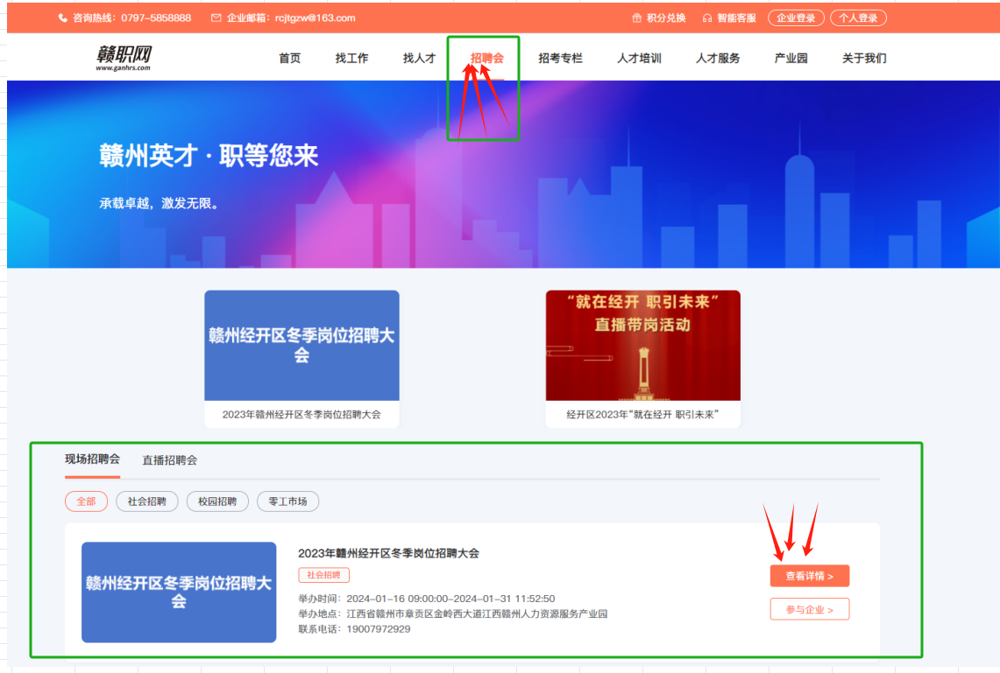 咨询热线：0797-5858888 企业邮箱：rcjtgzw@163.com 积分兑换 智能客服 企业登录 个人登录
赣职网
www.ganhrs.com
首页 找工作 找人才 招聘会 招考专栏 人才培训 人才服务 产业园 关于我们
赣州英才·职等您来
承载卓越，激发无限。
赣州经开区冬季岗位招聘大
会
2023年赣州经开区冬季岗位招聘大会
“就在经开 职引未来”
直播带岗活动
经开区2023年“就在经开 职引未来”
现场招聘会 直播招聘会
全部 社会招聘 校园招聘 零工市场
赣州经开区冬季岗位招聘大
会
2023年赣州经开区冬季岗位招聘大会
社会招聘
举办时间：2024-01-16 09:00:00-2024-01-31 11:52:50
举办地点：江西省赣州市章贡区金岭西大道江西赣州人力资源服务产业园
联系电话：19007972929
查看详情 >
参与企业 >